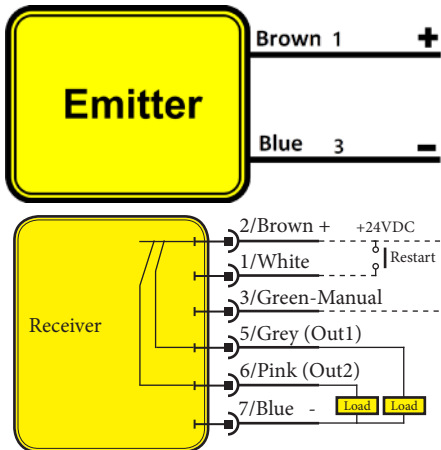 Brown 1 +
Emitter
Blue 3 -
2/Brown + +24VDC
1/White Restart
3/Green-Manual
Receiver
5/Grey (Out1)
6/Pink (Out2)
Load Load
7/Blue -